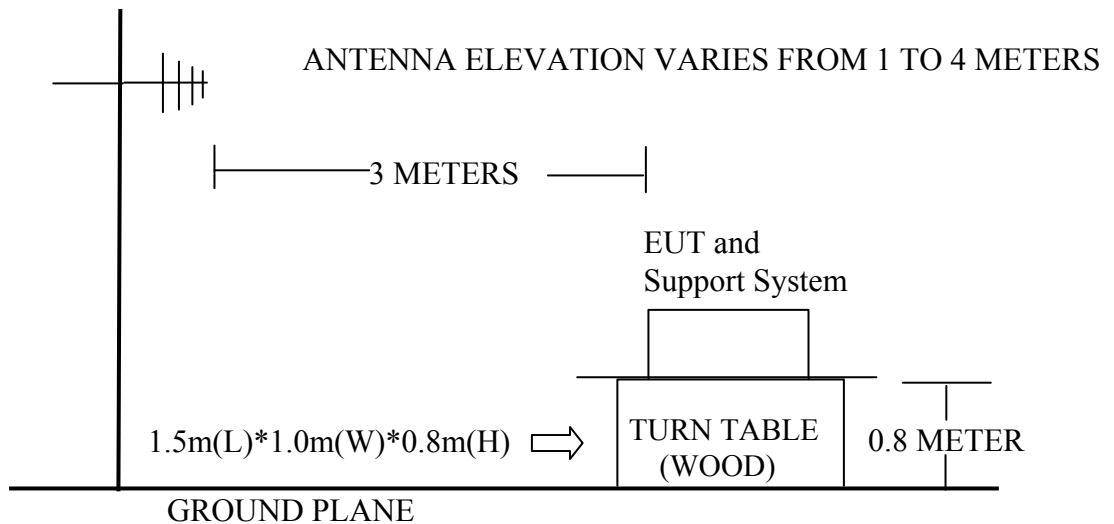 ANTENNA ELEVATION VARIES FROM 1 TO 4 METERS
3 METERS
EUT and
Support System
1.5m(L)*1.0m(W)*0.8m(H)
TURN TABLE
(WOOD)
0.8 METER
GROUND PLANE